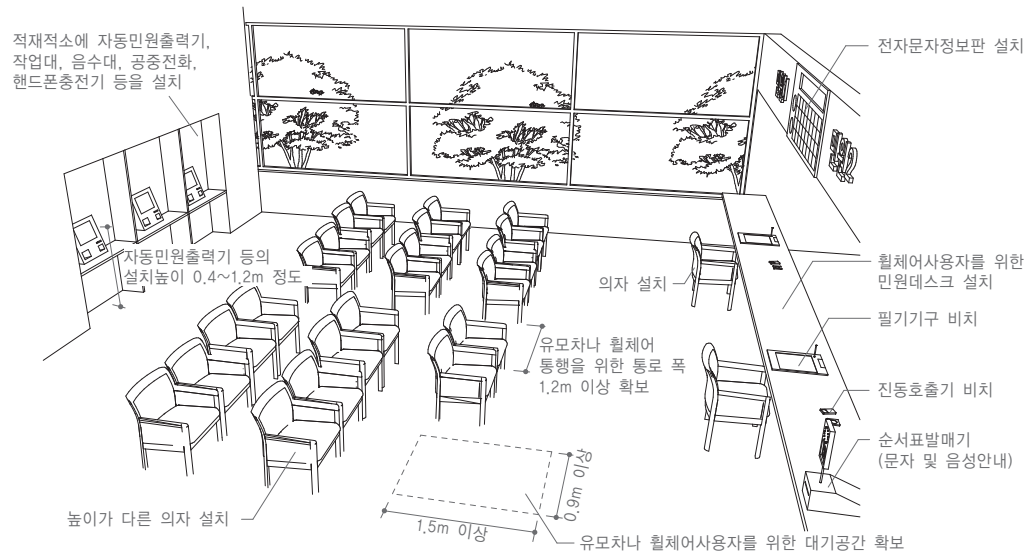 적재적소에 자동민원출력기,
작업대, 음수대, 공중전화,
핸드폰충전기 등을 설치
전자문자정보판 설치
자동민원출력기 등의
설치높이 0.4~1.2m 정도
의자 설치
휠체어사용자를 위한
민원데스크 설치
필기기구 비치
유모차나 휠체어
통행을 위한 통로 폭
1.2m 이상 확보
진동호출기 비치
순서표발매기
(문자 및 음성안내)
높이가 다른 의자 설치
0.9m 이상
1.5m 이상
유모차나 휠체어사용자를 위한 대기공간 확보